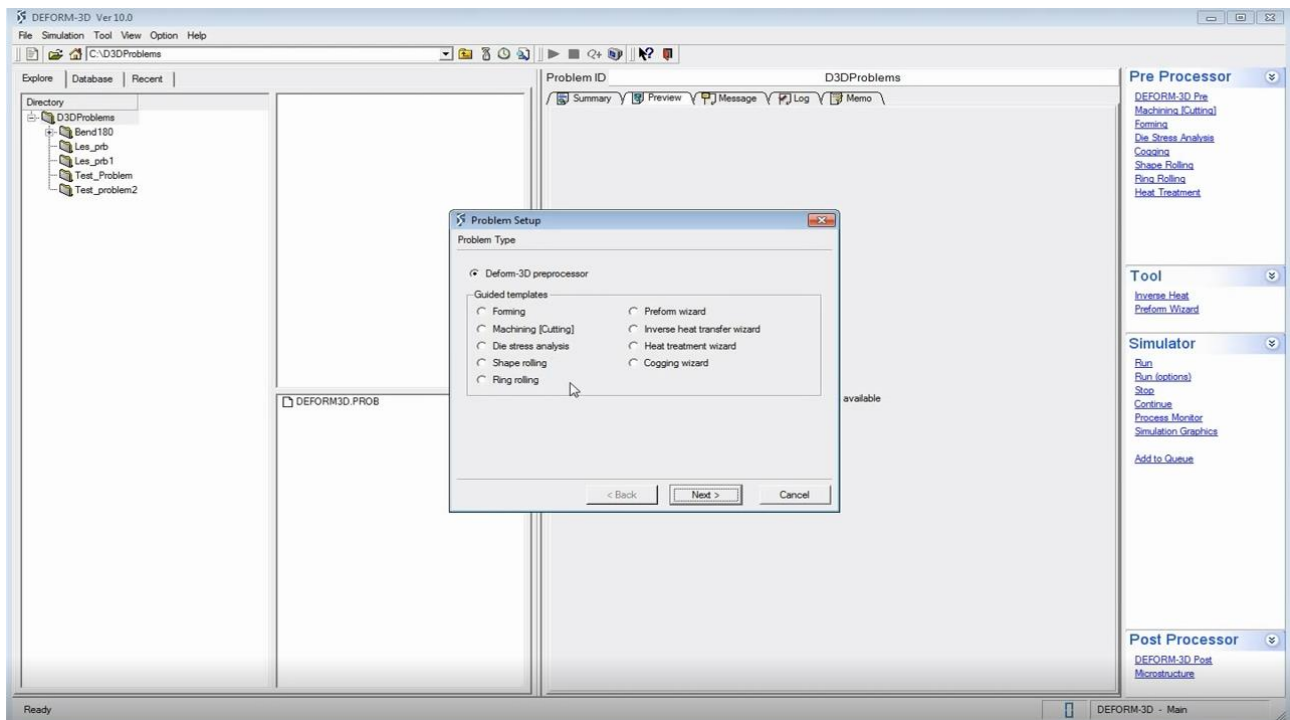 DEFORM-3D Ver 10.0
File Simulation Tool View Option Help
C:\D3DProblems
Explore Database Recent
Directory
D3DProblems
Bend180
Les_prb
Les_prb1
Test_Problem
Test_problem2
DEFORM3D.PROB
Problem ID D3DProblems
Summary Preview Message Log Memo
available
Problem Setup
Problem Type
Deform-3D preprocessor
Guided templates
Forming
Machining [Cutting]
Die stress analysis
Shape rolling
Ring rolling
Preform wizard
Inverse heat transfer wizard
Heat treatment wizard
Cogging wizard
< Back Next > Cancel
Pre Processor
DEFORM-3D Pre
Machining [Cutting]
Forming
Die Stress Analysis
Cogging
Shape Rolling
Ring Rolling
Heat Treatment
Tool
Inverse Heat
Preform Wizard
Simulator
Run
Run (options)
Stop
Continue
Process Monitor
Simulation Graphics
Add to Queue
Post Processor
DEFORM-3D Post
Microstructure
Ready
DEFORM-3D - Main